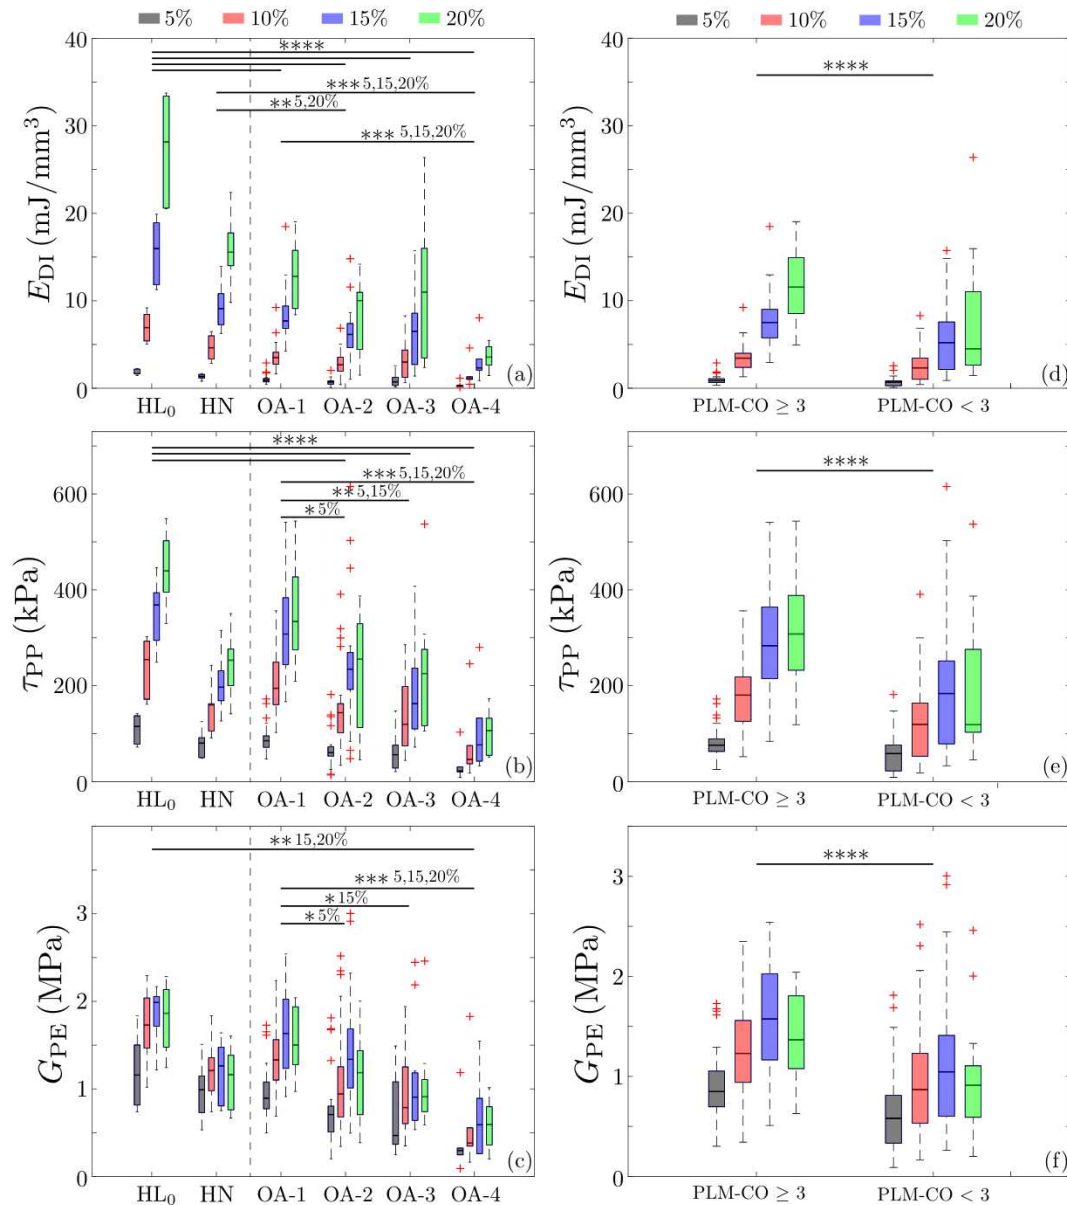 5% 10% 15% 20%
40
30
20
10
0
E_DI (mJ/mm³)
****
*** 5,15,20%
** 5,20%
*** 5,15,20%
(a)
HL₀ HN OA-1 OA-2 OA-3 OA-4
5% 10% 15% 20%
40
30
20
10
0
E_DI (mJ/mm³)
****
(d)
PLM-CO ≥ 3 PLM-CO < 3
600
400
200
0
τ_PP (kPa)
****
*** 5,15,20%
** 5,15%
* 5%
(b)
HL₀ HN OA-1 OA-2 OA-3 OA-4
600
400
200
0
τ_PP (kPa)
****
(e)
PLM-CO ≥ 3 PLM-CO < 3
3
2
1
0
G_PE (MPa)
** 15,20%
*** 5,15,20%
* 15%
* 5%
(c)
HL₀ HN OA-1 OA-2 OA-3 OA-4
3
2
1
0
G_PE (MPa)
****
(f)
PLM-CO ≥ 3 PLM-CO < 3